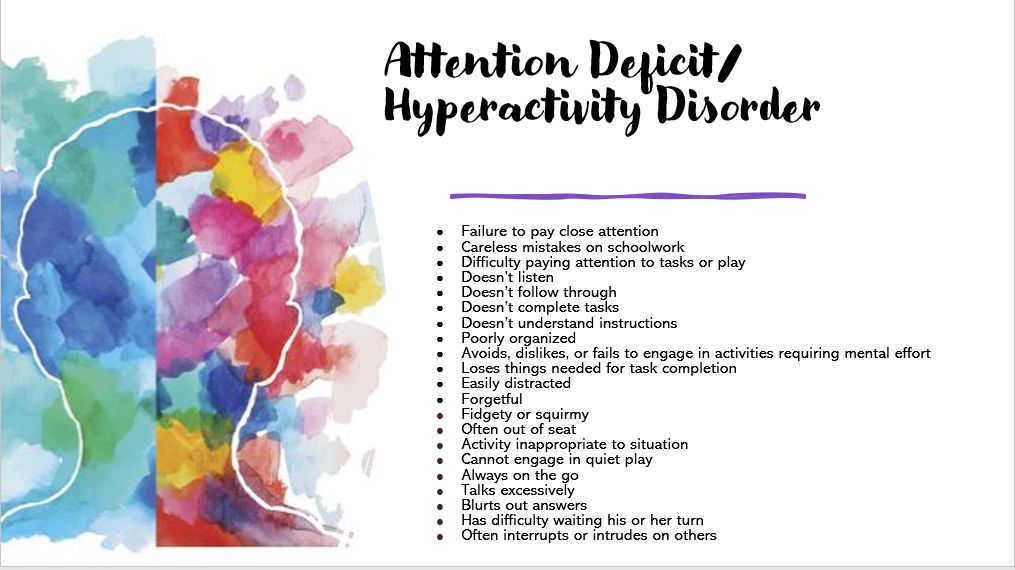 Attention Deficit/
Hyperactivity Disorder
• Failure to pay close attention
• Careless mistakes on schoolwork
• Difficulty paying attention to tasks or play
• Doesn't listen
• Doesn't follow through
• Doesn't complete tasks
• Doesn't understand instructions
• Poorly organized
• Avoids, dislikes, or fails to engage in activities requiring mental effort
• Loses things needed for task completion
• Easily distracted
• Forgetful
• Fidgety or squirmy
• Often out of seat
• Activity inappropriate to situation
• Cannot engage in quiet play
• Always on the go
• Talks excessively
• Blurts out answers
• Has difficulty waiting his or her turn
• Often interrupts or intrudes on others